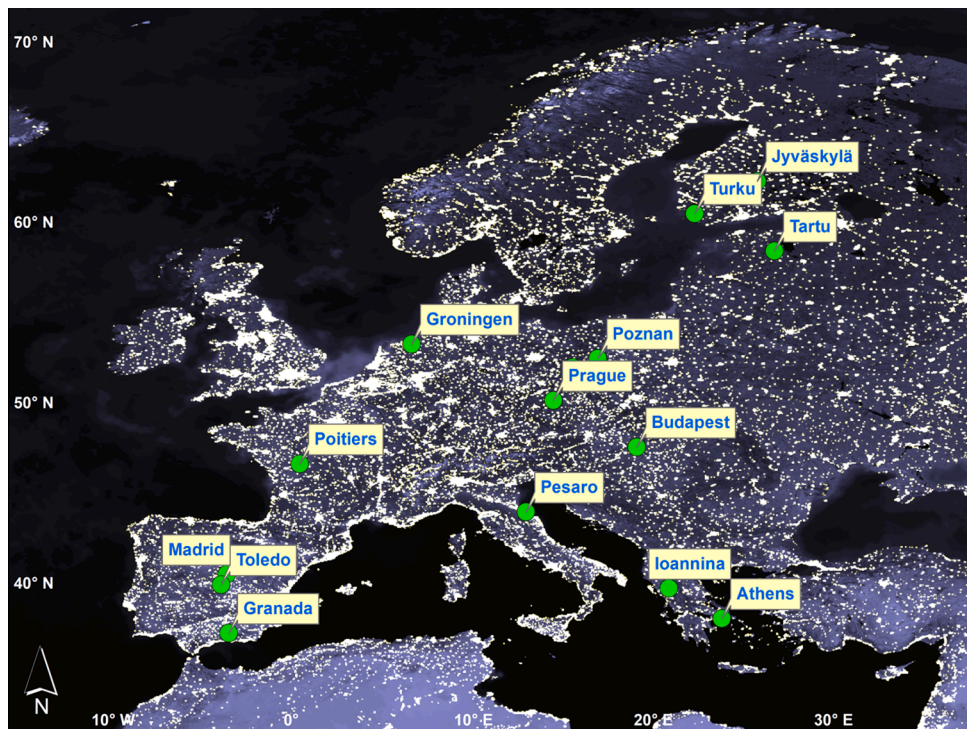 70° N
Jyväskylä
Turku
60° N
Tartu
Groningen
Poznan
Prague
50° N
Budapest
Poitiers
Pesaro
Madrid
Toledo
Ioannina
40° N
Athens
Granada
N
10° W
0°
10° E
20° E
30° E